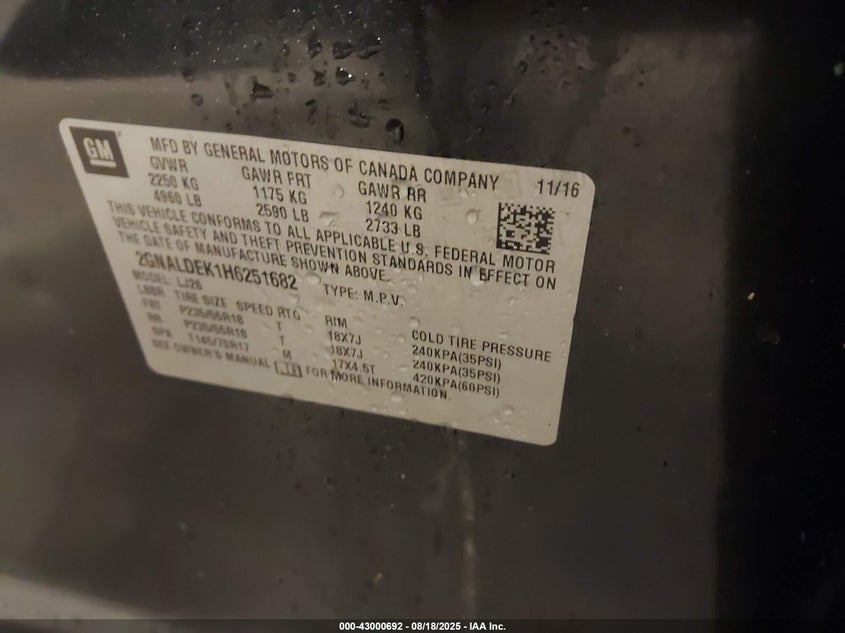 GM
MFD BY GENERAL MOTORS OF CANADA COMPANY 11/16
GVWR GAWR FRT GAWR RR
2250 KG 1175 KG 1240 KG
4960 LB 2590 LB 2733 LB
THIS VEHICLE CONFORMS TO ALL APPLICABLE U.S. FEDERAL MOTOR
VEHICLE SAFETY AND THEFT PREVENTION STANDARDS IN EFFECT ON
THE DATE OF MANUFACTURE SHOWN ABOVE.
2GNALDEK1H6251682 TYPE: M.P.V.
MODEL: LJ26
TIRE SIZE SPEED RTG RIM COLD TIRE PRESSURE
FRT P235/55R18 T 18X7J 240KPA(35PSI)
RR P235/55R18 T 18X7J 240KPA(35PSI)
SPA T145/70R17 M 17X4.5T 420KPA(60PSI)
SEE OWNER'S MANUAL FOR MORE INFORMATION.
000-43000692 - 08/18/2025 - IAA Inc.